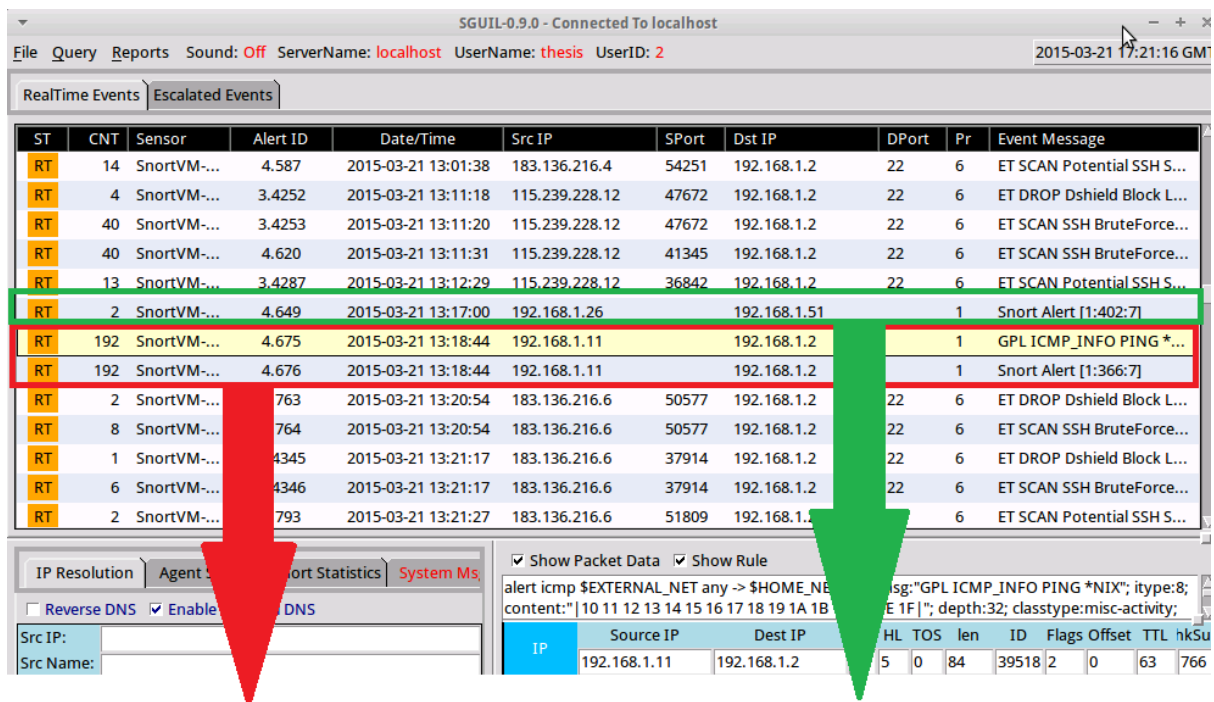 SGUIL-0.9.0 - Connected To localhost
File Query Reports Sound: Off ServerName: localhost UserName: thesis UserID: 2 2015-03-21 17:21:16 GMT
RealTime Events Escalated Events
ST CNT Sensor Alert ID Date/Time Src IP SPort Dst IP DPort Pr Event Message
RT 14 SnortVM-... 4.587 2015-03-21 13:01:38 183.136.216.4 54251 192.168.1.2 22 6 ET SCAN Potential SSH S...
RT 4 SnortVM-... 3.4252 2015-03-21 13:11:18 115.239.228.12 47672 192.168.1.2 22 6 ET DROP Dshield Block L...
RT 40 SnortVM-... 3.4253 2015-03-21 13:11:20 115.239.228.12 47672 192.168.1.2 22 6 ET SCAN SSH BruteForce...
RT 40 SnortVM-... 4.620 2015-03-21 13:11:31 115.239.228.12 41345 192.168.1.2 22 6 ET SCAN SSH BruteForce...
RT 13 SnortVM-... 3.4287 2015-03-21 13:12:29 115.239.228.12 36842 192.168.1.2 22 6 ET SCAN Potential SSH S...
RT 2 SnortVM-... 4.649 2015-03-21 13:17:00 192.168.1.26 192.168.1.51 1 Snort Alert [1:402:7]
RT 192 SnortVM-... 4.675 2015-03-21 13:18:44 192.168.1.11 192.168.1.2 1 GPL ICMP_INFO PING *...
RT 192 SnortVM-... 4.676 2015-03-21 13:18:44 192.168.1.11 192.168.1.2 1 Snort Alert [1:366:7]
RT 2 SnortVM-... 763 2015-03-21 13:20:54 183.136.216.6 50577 192.168.1.2 22 6 ET DROP Dshield Block L...
RT 8 SnortVM-... 764 2015-03-21 13:20:54 183.136.216.6 50577 192.168.1.2 22 6 ET SCAN SSH BruteForce...
RT 1 SnortVM-... 4345 2015-03-21 13:21:17 183.136.216.6 37914 192.168.1.2 22 6 ET DROP Dshield Block L...
RT 6 SnortVM-... 4346 2015-03-21 13:21:17 183.136.216.6 37914 192.168.1.2 22 6 ET SCAN SSH BruteForce...
RT 2 SnortVM-... 793 2015-03-21 13:21:27 183.136.216.6 51809 192.168.1. 6 ET SCAN Potential SSH S...
IP Resolution Agent Statistics System Ms
Show Packet Data Show Rule
alert icmp $EXTERNAL_NET any -> $HOME_NE "GPL ICMP_INFO PING *NIX"; itype:8;
Reverse DNS Enable DNS
content:"|10 11 12 13 14 15 16 17 18 19 1A 1B 1F|"; depth:32; classtype:misc-activity;
Src IP:
Src Name:
IP Source IP Dest IP HL TOS len ID Flags Offset TTL hkSu
192.168.1.11 192.168.1.2 5 0 84 39518 2 0 63 766